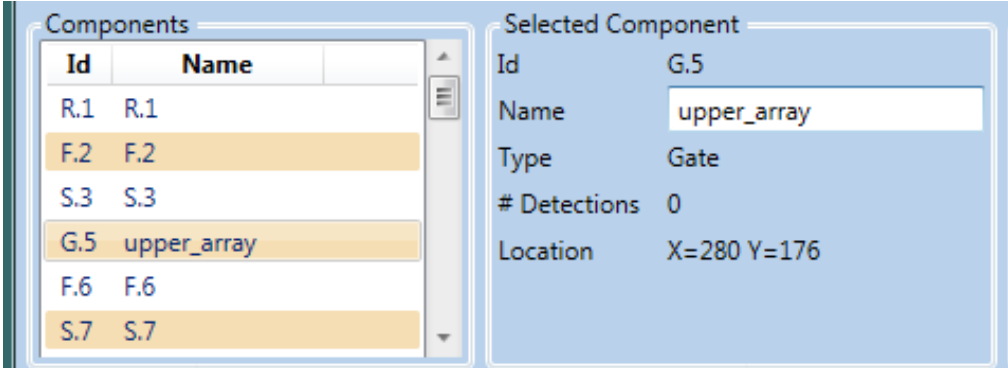 Components
Id Name
R.1 R.1
F.2 F.2
S.3 S.3
G.5 upper_array
F.6 F.6
S.7 S.7
Selected Component
Id G.5
Name upper_array
Type Gate
# Detections 0
Location X=280 Y=176